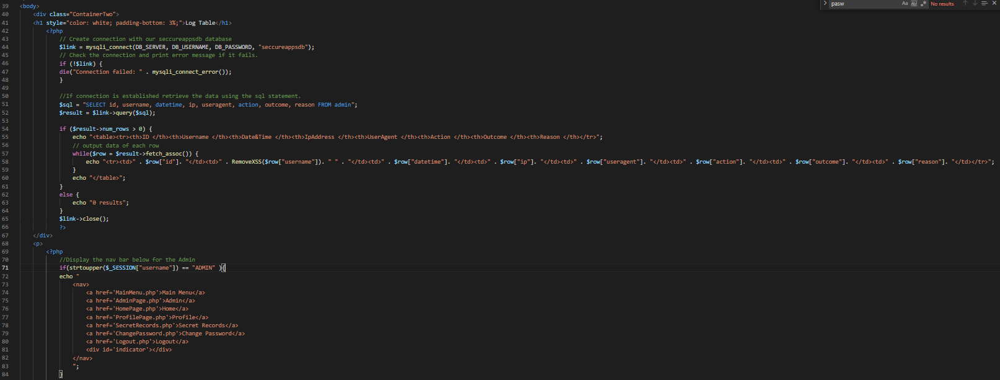 pasw Aa Abl .* No results
39 <body>
40 <div class="ContainerTwo">
41 <h1 style="color: white; padding-bottom: 3%;">Log Table</h1>
42 <?php
43 // Create connection with our seccureappsdb database
44 $link = mysqli_connect(DB_SERVER, DB_USERNAME, DB_PASSWORD, "seccureappsdb");
45 // Check the connection and print error message if it fails.
46 if (!$link) {
47 die("Connection failed: " . mysqli_connect_error());
48 }
49
50 //If connection is established retrieve the data using the sql statement.
51 $sql = "SELECT id, username, datetime, ip, useragent, action, outcome, reason FROM admin";
52 $result = $link->query($sql);
53
54 if ($result->num_rows > 0) {
55 echo "<table><tr><th>ID </th><th>Username </th><th>Date&Time </th><th>IpAddress </th><th>UserAgent </th><th>Action </th><th>Outcome </th><th>Reason </th></tr>";
56 // output data of each row
57 while($row = $result->fetch_assoc()) {
58 echo "<tr><td>" . $row["id"]. "</td><td>" . RemoveXSS($row["username"]). " " . "</td><td>" . $row["datetime"]. "</td><td>" . $row["ip"]. "</td><td>" . $row["useragent"]. "</td><td>" . $row["action"]. "</td><td>" . $row["outcome"]. "</td><td>" . $row["reason"]. "</td></tr>";
59 }
60 echo "</table>";
61 }
62 else {
63 echo "0 results";
64 }
65 $link->close();
66 ?>
67 </div>
68 <p>
69 <?php
70 //Display the nav bar below for the Admin
71 if(strtoupper($_SESSION["username"]) == "ADMIN" ){
72 echo "
73 <nav>
74 <a href='MainMenu.php'>Main Menu</a>
75 <a href='AdminPage.php'>Admin</a>
76 <a href='HomePage.php'>Home</a>
77 <a href='ProfilePage.php'>Profile</a>
78 <a href='SecretRecords.php'>Secret Records</a>
79 <a href='ChangePassword.php'>Change Password</a>
80 <a href='Logout.php'>Logout</a>
81 <div id='indicator'></div>
82 </nav>
83 ";
84 }